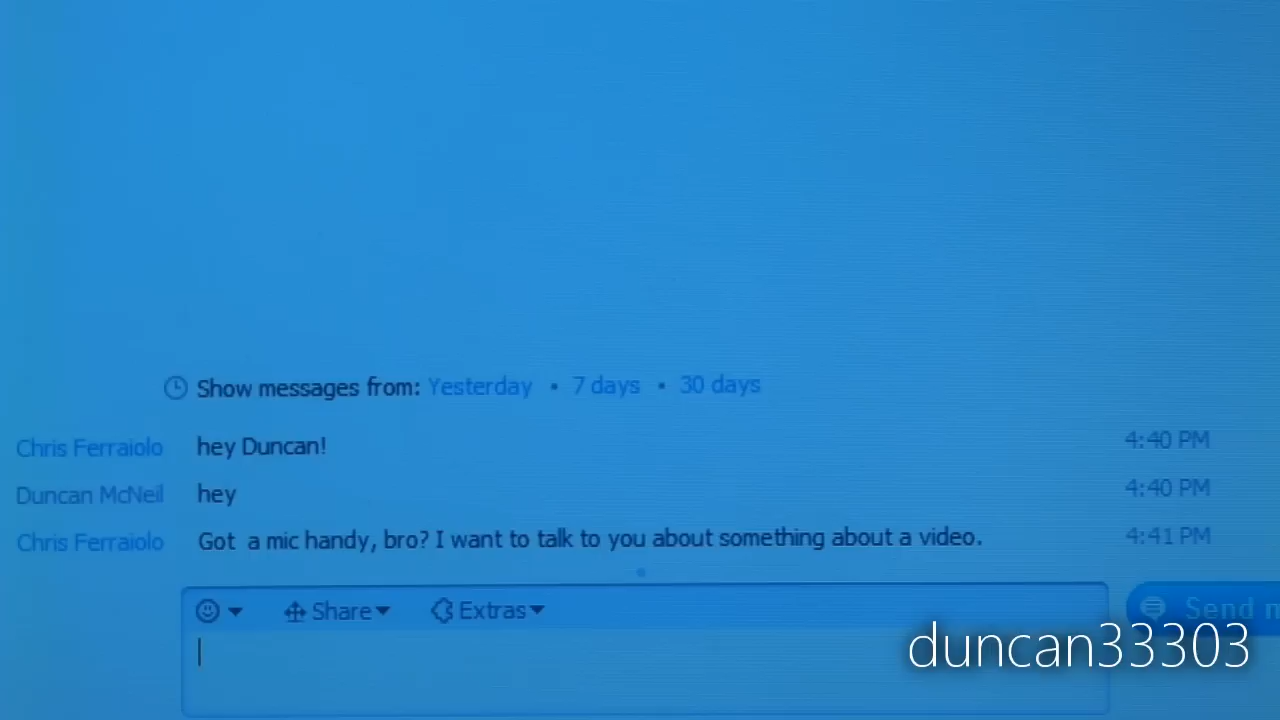 Show messages from: Yesterday • 7 days • 30 days
Chris Ferraiolo hey Duncan! 4:40 PM
Duncan McNeil hey 4:40 PM
Chris Ferraiolo Got a mic handy, bro? I want to talk to you about something about a video. 4:41 PM
Share Extras
Send
duncan33303